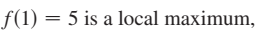 f(1) = 5 is a local maximum,